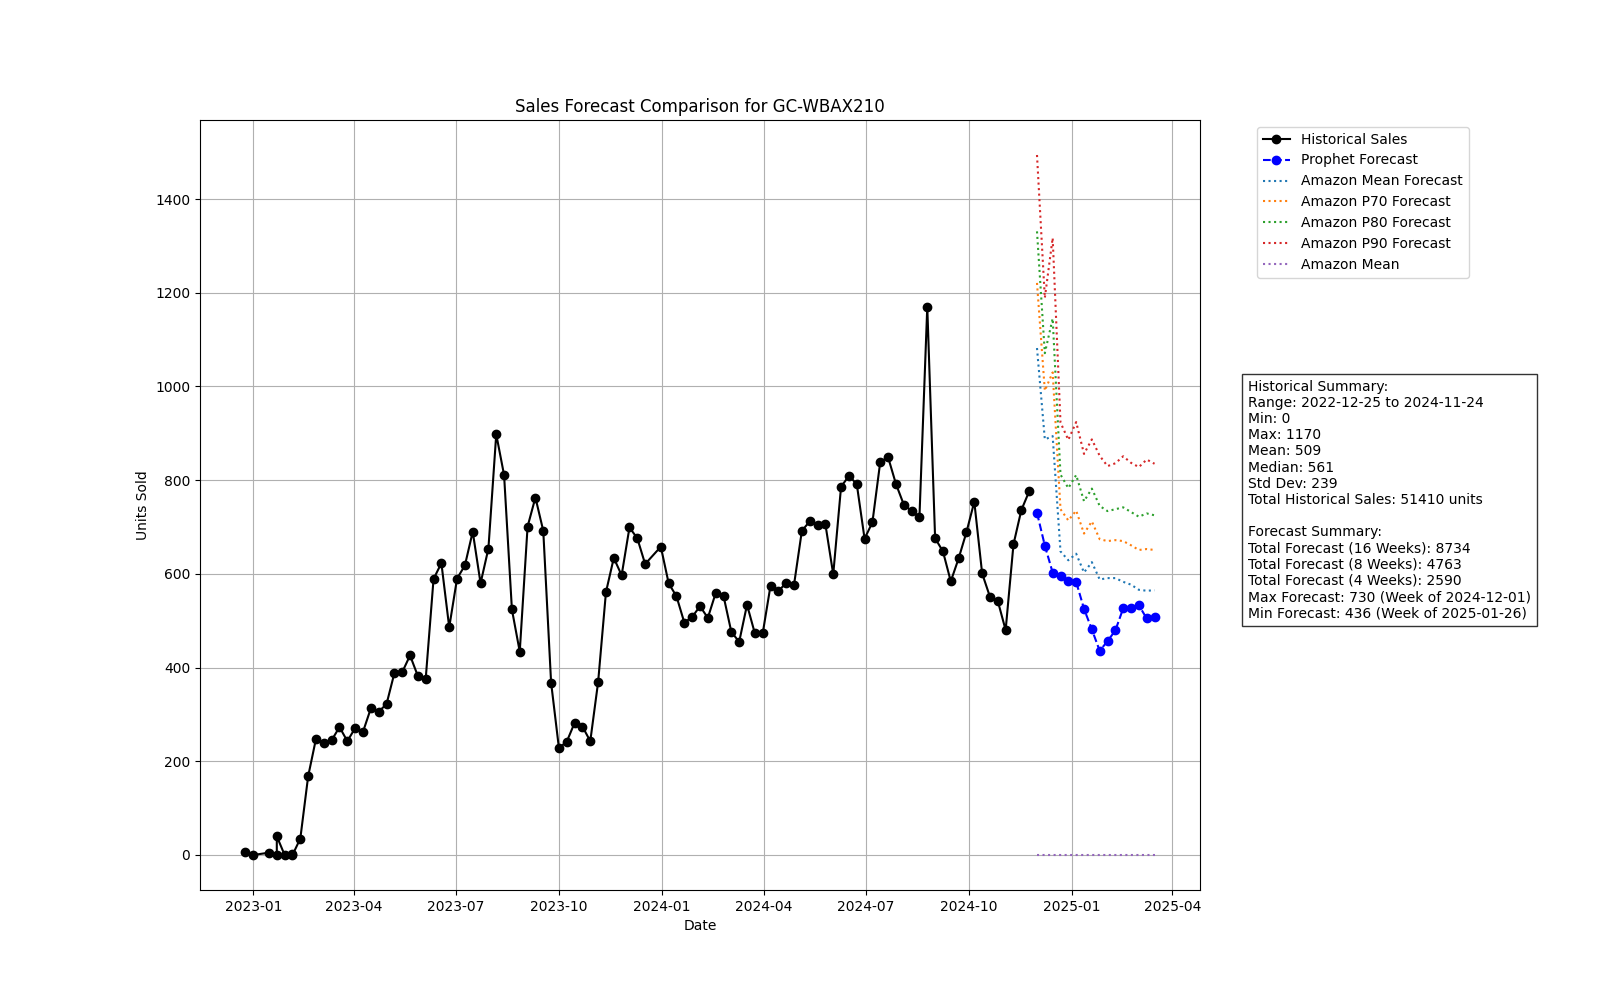 Sales Forecast Comparison for GC-WBAX210
Units Sold
1400
1200
1000
800
600
400
200
0
2023-01 2023-04 2023-07 2023-10 2024-01 2024-04 2024-07 2024-10 2025-01 2025-04
Date
Historical Sales
Prophet Forecast
Amazon Mean Forecast
Amazon P70 Forecast
Amazon P80 Forecast
Amazon P90 Forecast
Amazon Mean
Historical Summary:
Range: 2022-12-25 to 2024-11-24
Min: 0
Max: 1170
Mean: 509
Median: 561
Std Dev: 239
Total Historical Sales: 51410 units
Forecast Summary:
Total Forecast (16 Weeks): 8734
Total Forecast (8 Weeks): 4763
Total Forecast (4 Weeks): 2590
Max Forecast: 730 (Week of 2024-12-01)
Min Forecast: 436 (Week of 2025-01-26)